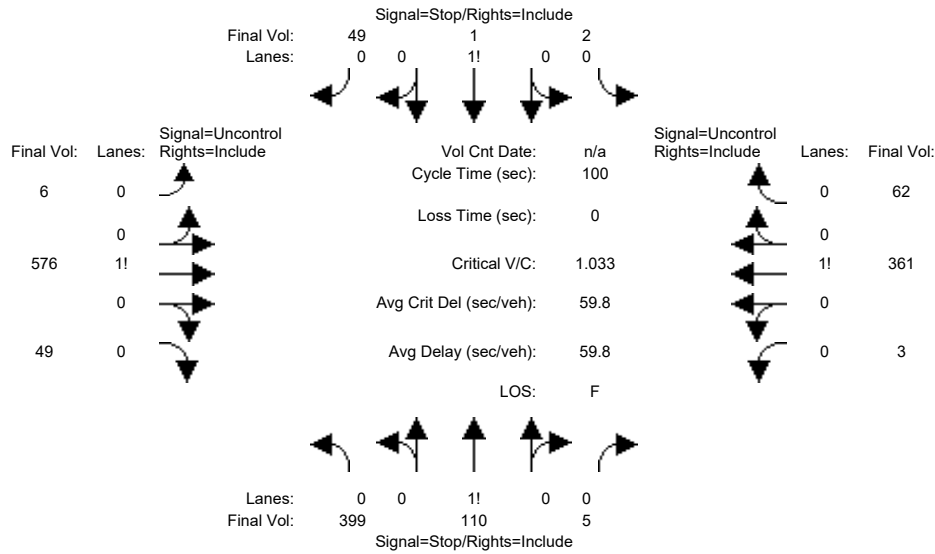 Signal=Stop/Rights=Include
Final Vol: 49 1 2
Lanes: 0 0 1! 0 0
Signal=Uncontrol Signal=Uncontrol
Final Vol: Lanes: Rights=Include Vol Cnt Date: n/a Rights=Include Lanes: Final Vol:
Cycle Time (sec): 100
6 0 0 62
Loss Time (sec): 0
0 0
576 1! Critical V/C: 1.033 1! 361
0 Avg Crit Del (sec/veh): 59.8 0
49 0 Avg Delay (sec/veh): 59.8 0 3
LOS: F
Lanes: 0 0 1! 0 0
Final Vol: 399 110 5
Signal=Stop/Rights=Include